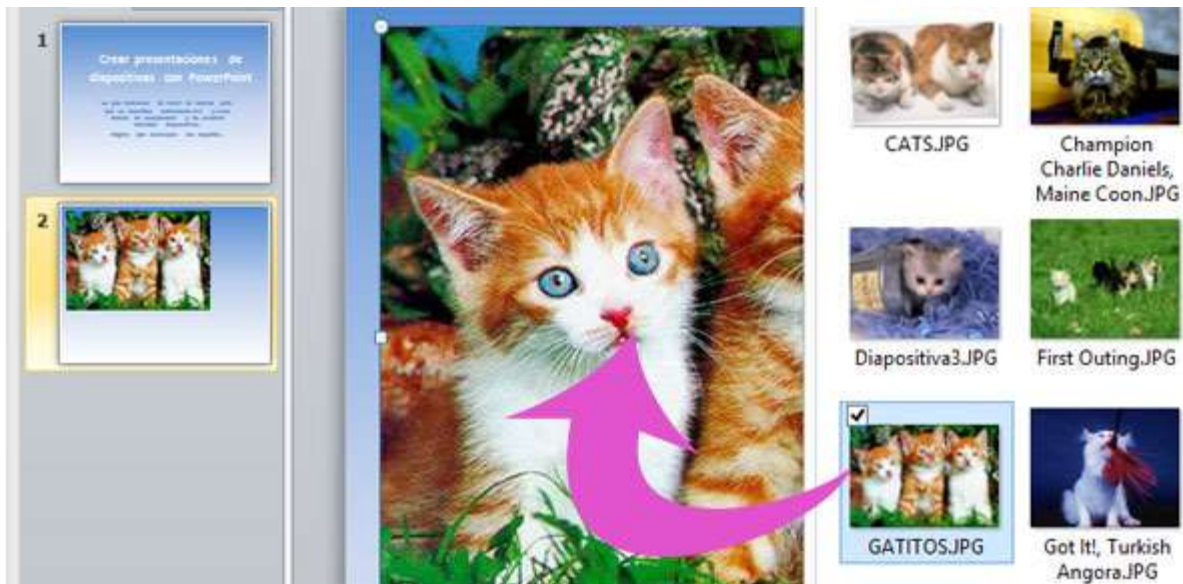 1
Crear presentaciones de
diapositivas con PowerPoint
2
CATS.JPG
Champion
Charlie Daniels,
Maine Coon.JPG
Diapositiva3.JPG
First Outing.JPG
GATITOS.JPG
Got It!, Turkish
Angora.JPG